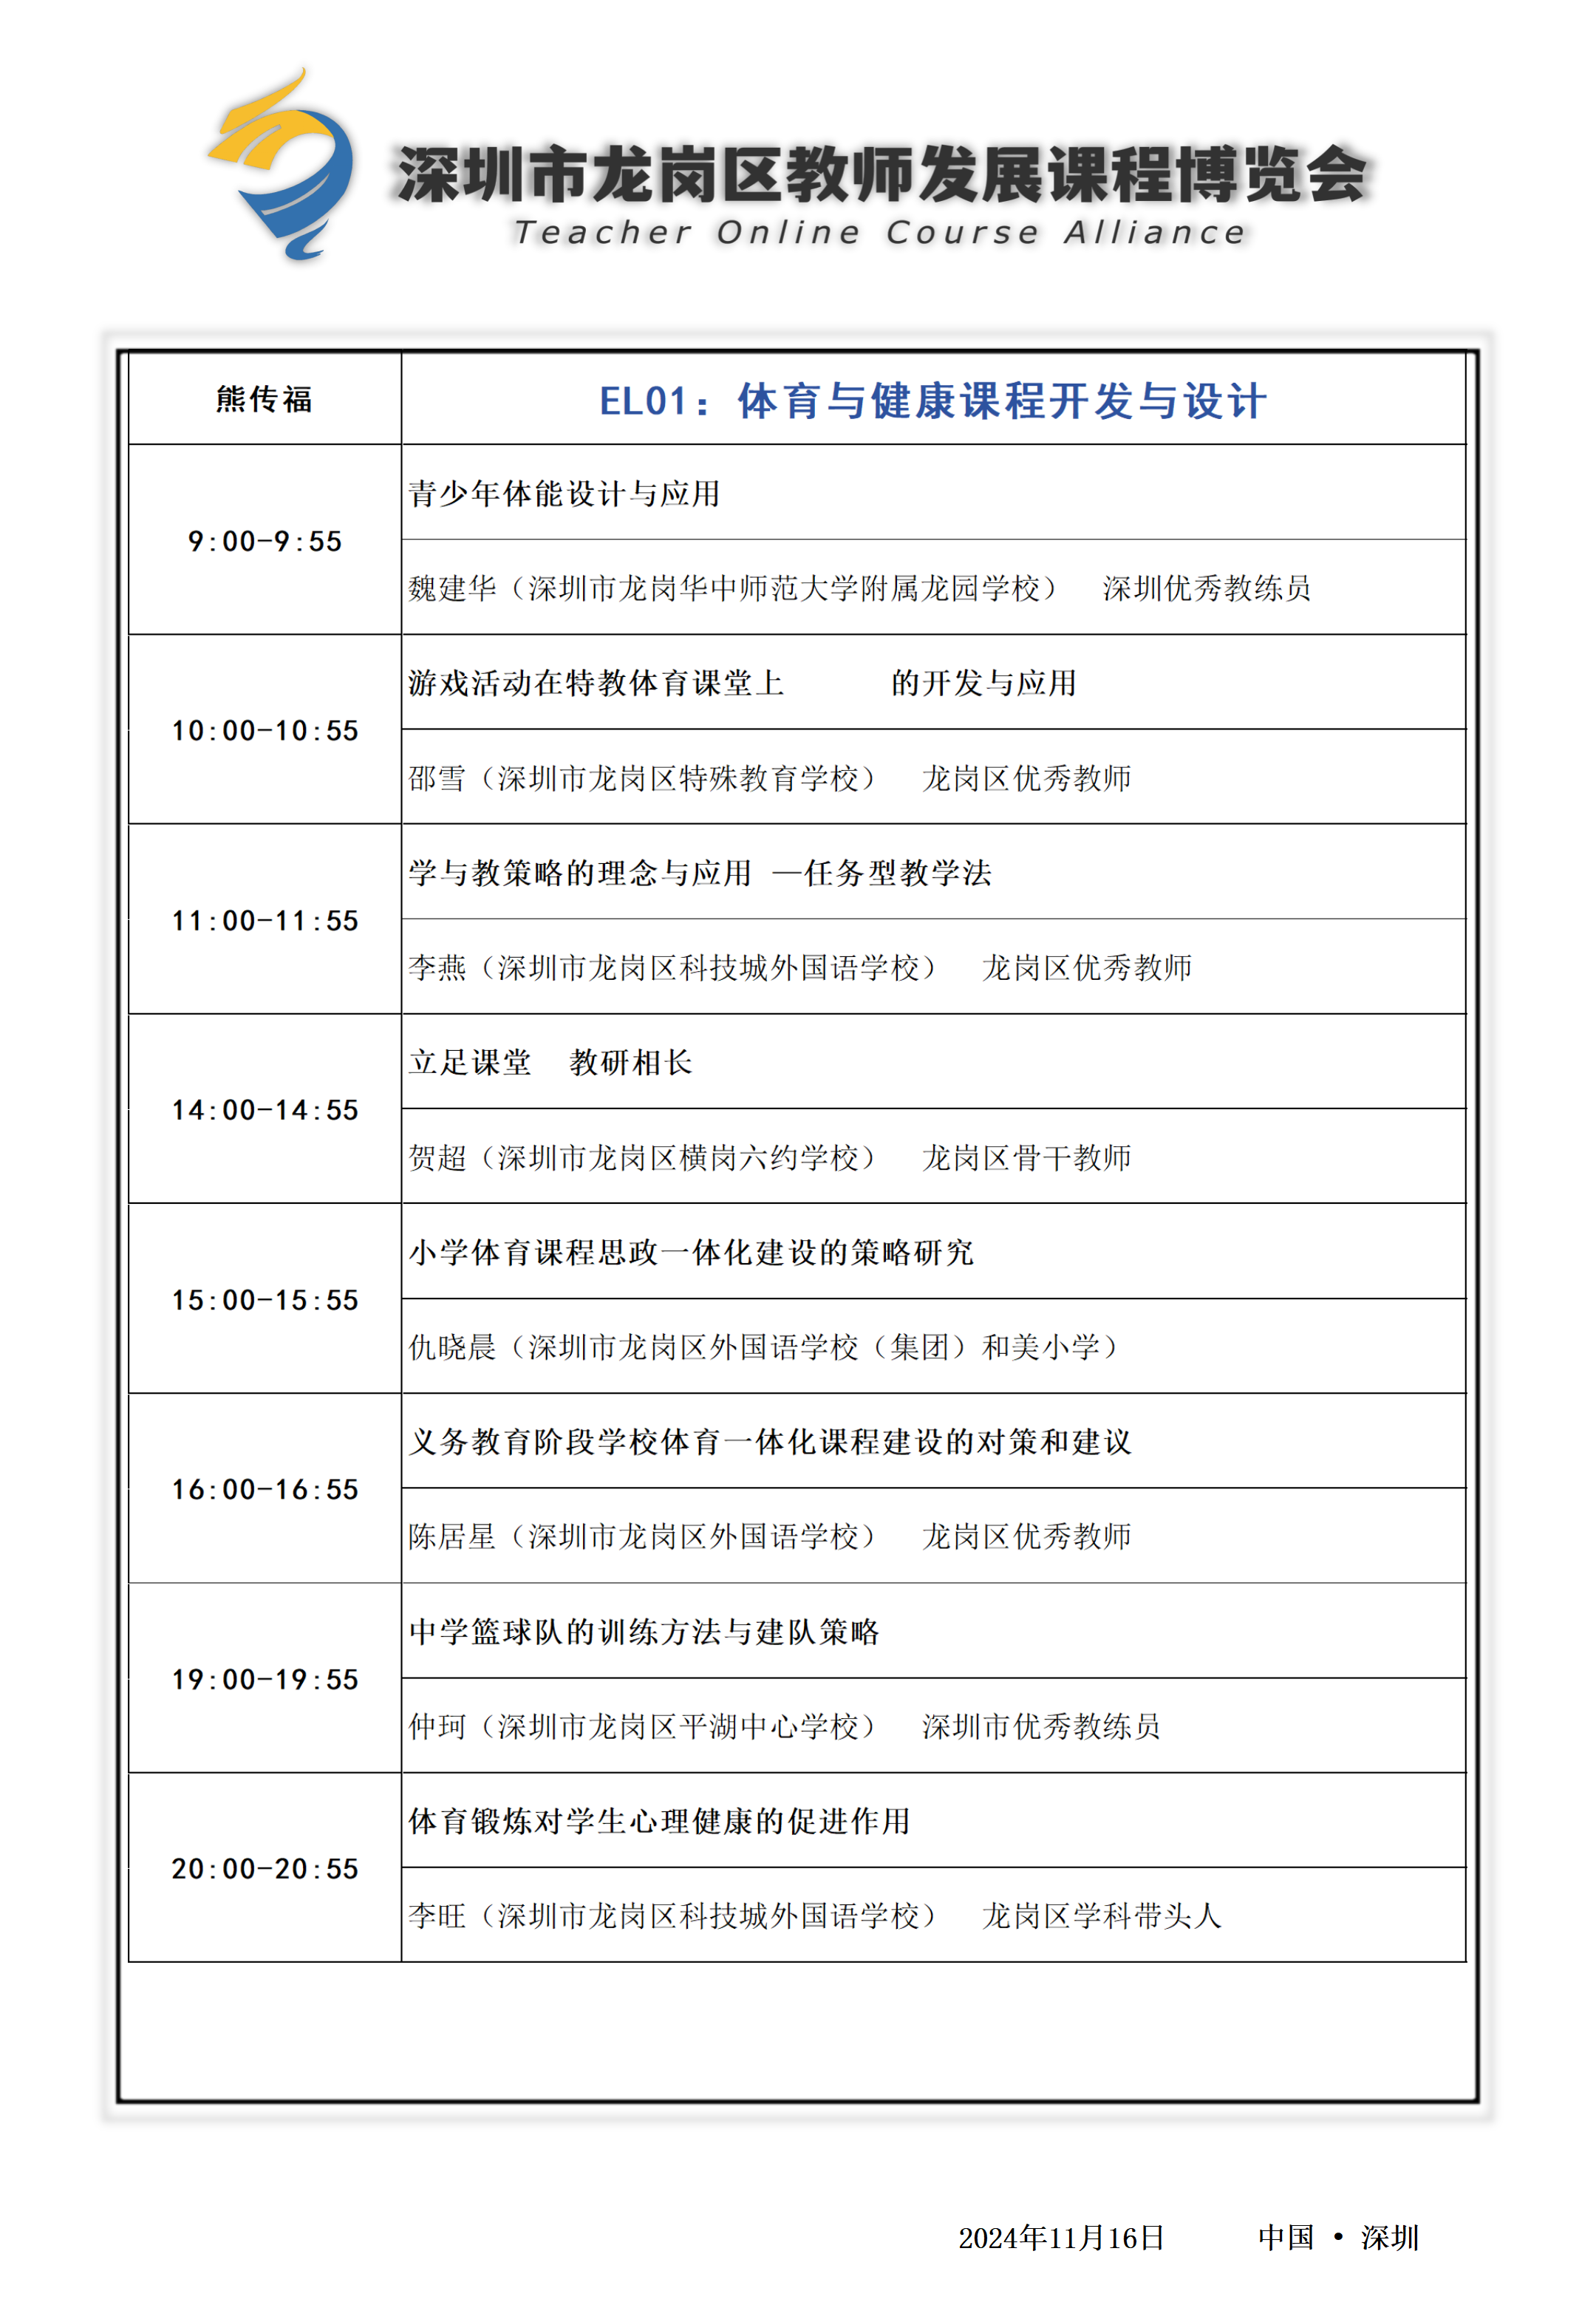 深圳市龙岗区教师发展课程博览会
Teacher Online Course Alliance
熊传福
EL01：体育与健康课程开发与设计
9:00-9:55
青少年体能设计与应用
魏建华（深圳市龙岗华中师范大学附属龙园学校） 深圳优秀教练员
10:00-10:55
游戏活动在特教体育课堂上 的开发与应用
邵雪（深圳市龙岗区特殊教育学校） 龙岗区优秀教师
11:00-11:55
学与教策略的理念与应用 —任务型教学法
李燕（深圳市龙岗区科技城外国语学校） 龙岗区优秀教师
14:00-14:55
立足课堂 教研相长
贺超（深圳市龙岗区横岗六约学校） 龙岗区骨干教师
15:00-15:55
小学体育课程思政一体化建设的策略研究
仇晓晨（深圳市龙岗区外国语学校（集团）和美小学）
16:00-16:55
义务教育阶段学校体育一体化课程建设的对策和建议
陈居星（深圳市龙岗区外国语学校） 龙岗区优秀教师
19:00-19:55
中学篮球队的训练方法与建队策略
仲珂（深圳市龙岗区平湖中心学校） 深圳市优秀教练员
20:00-20:55
体育锻炼对学生心理健康的促进作用
李旺（深圳市龙岗区科技城外国语学校） 龙岗区学科带头人
2024年11月16日 中国 • 深圳